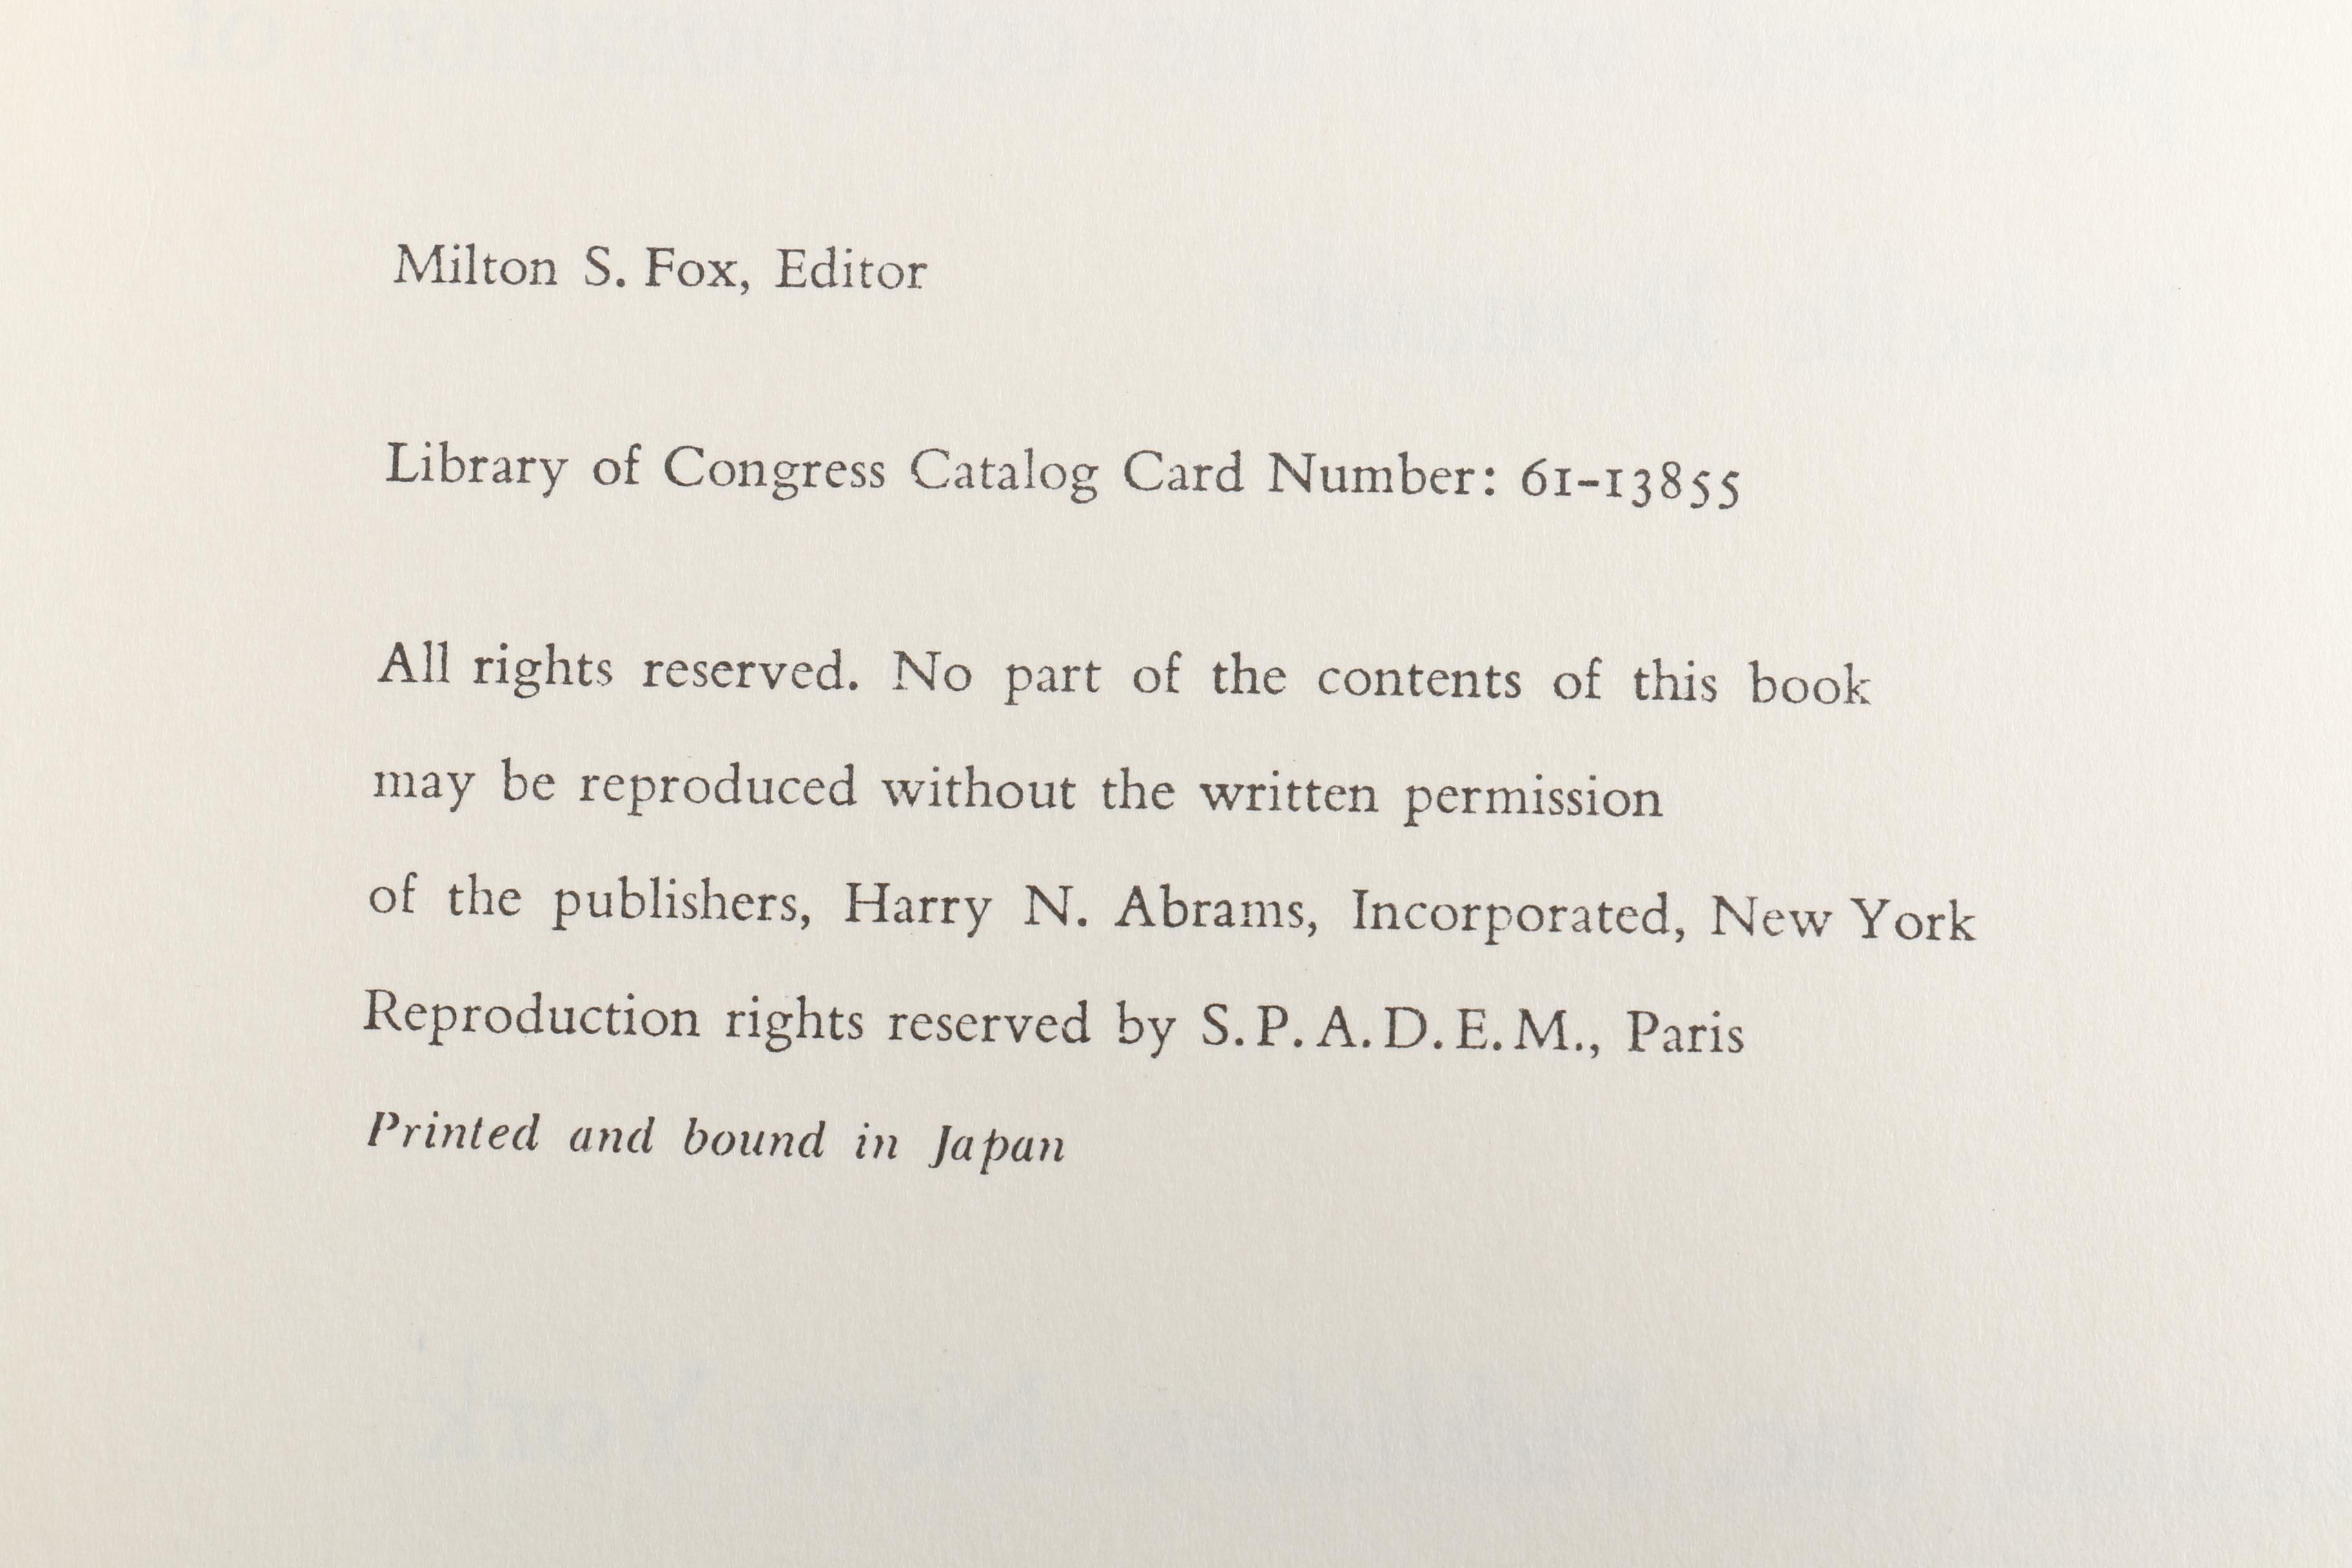 Milton S. Fox, Editor
Library of Congress Catalog Card Number: 61-13855
All rights reserved. No part of the contents of this book
may be reproduced without the written permission
of the publishers, Harry N. Abrams, Incorporated, New York
Reproduction rights reserved by S.P.A.D.E.M., Paris
Printed and bound in Japan